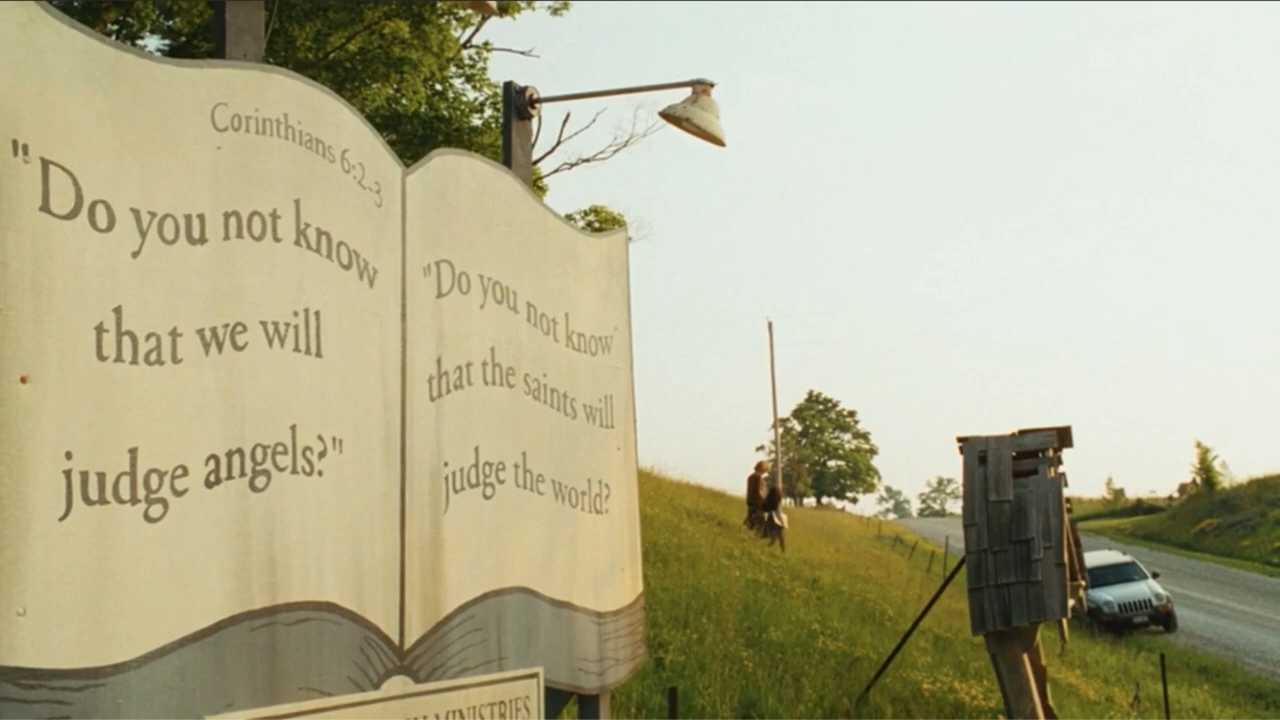 Corinthians 6:2-3
"Do you not know
that we will
judge angels?"
"Do you not know
that the saints will
judge the world?
MINISTRIES